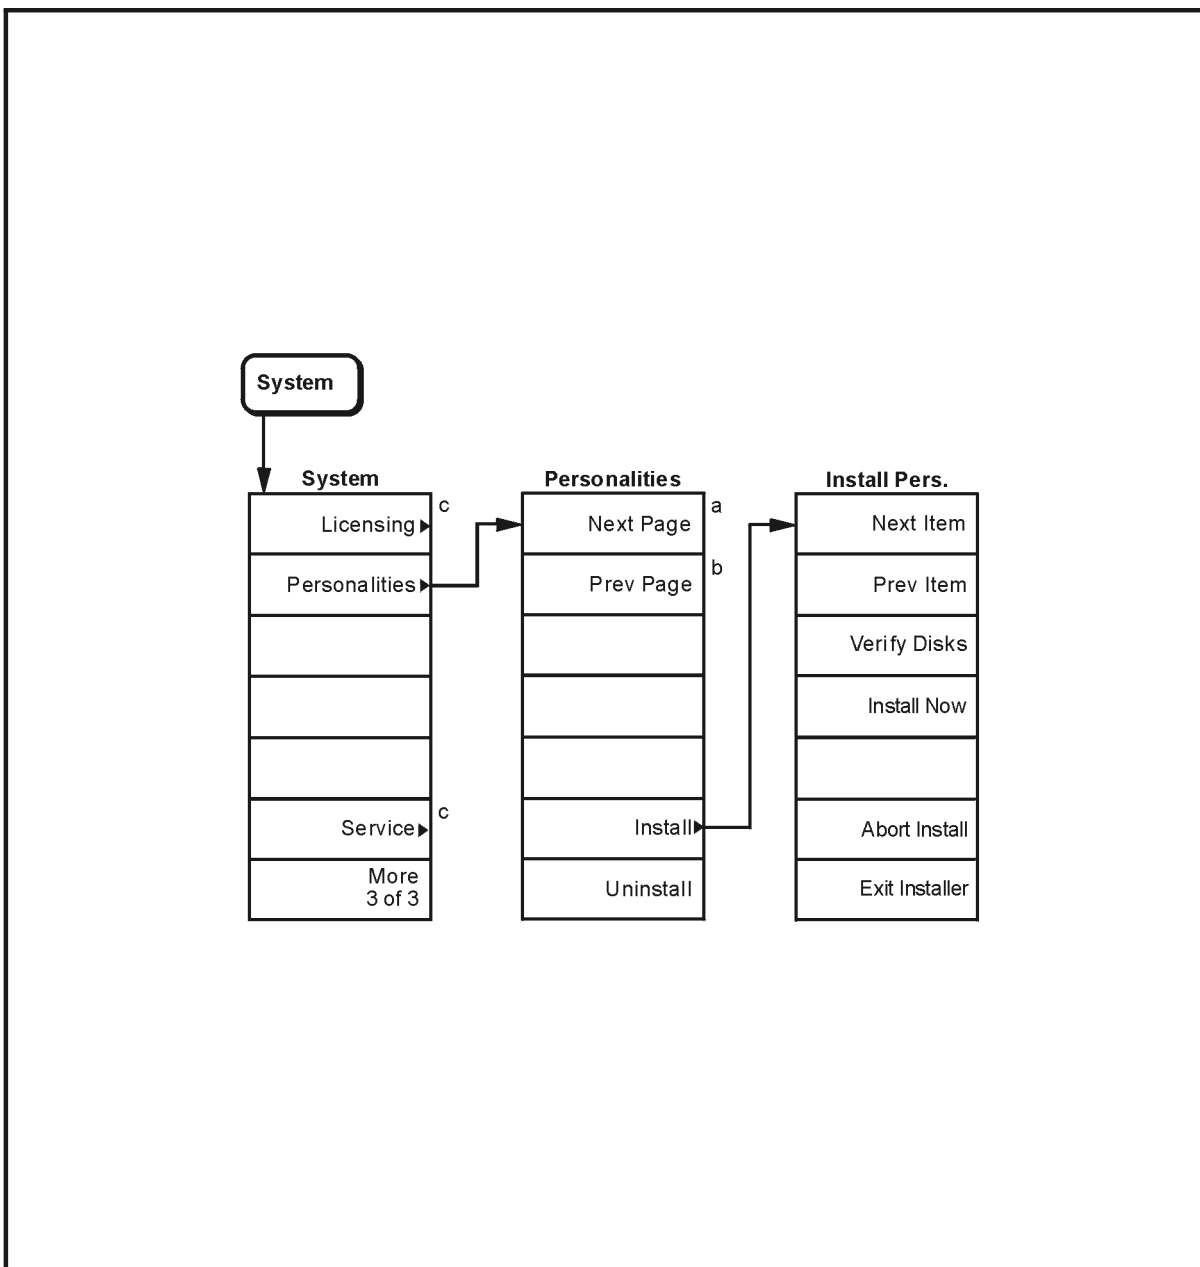 System
System
Licensing
c
Personalities
Service
c
More
3 of 3
Personalities
Next Page
a
Prev Page
b
Install
Uninstall
Install Pers.
Next Item
Prev Item
Verify Disks
Install Now
Abort Install
Exit Installer